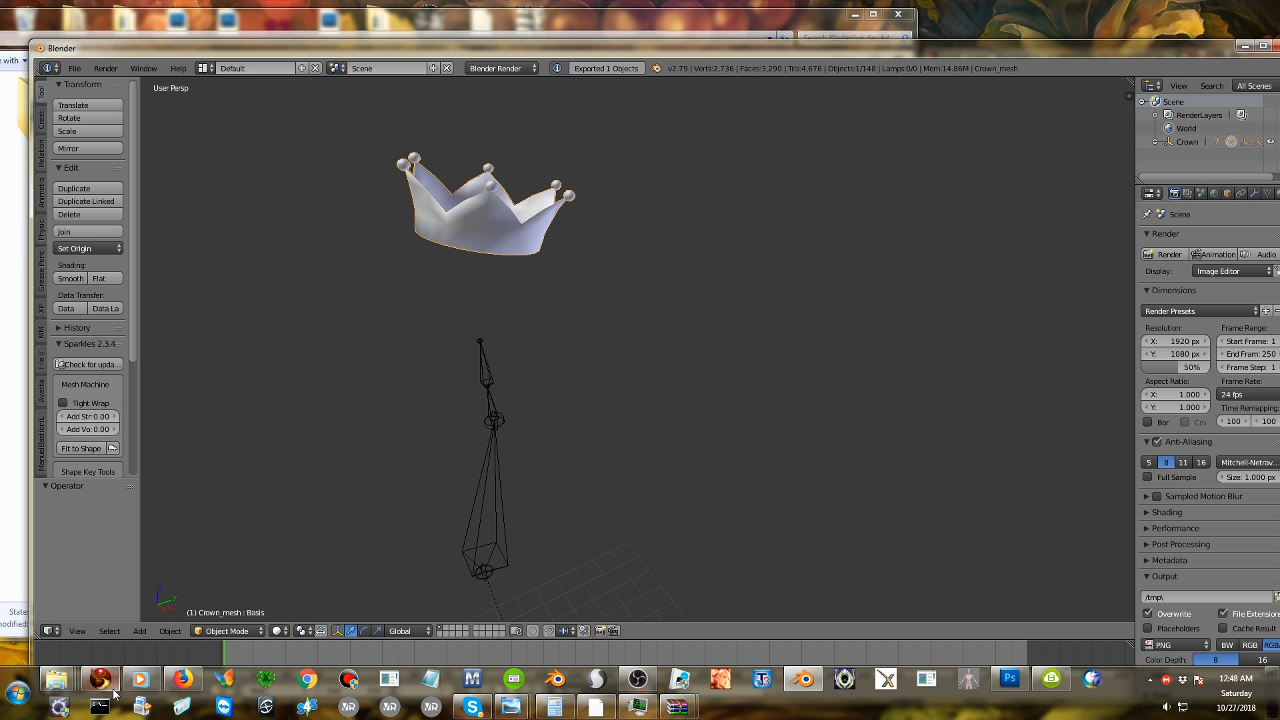 Blender
File Render Window Help Default Scene Blender Render Exported 1 Objects v2.79 | Verts:2,736 | Faces:3,290 | Tris:4,676 | Objects:1/148 | Lamps:0/0 | Mem:14.86M | Crown_mesh
e with
Transform
User Persp
View Search All Scenes
Translate
Rotate
Scale
Mirror
Edit
Duplicate
Duplicate Linked
Delete
Join
Set Origin
Shading:
Smooth Flat
Data Transfer:
Data Data La
History
Sparkles 2.3.4
Check for upda...
Mesh Machine
Tight Wrap
Add Str:0.00
Add Vo:0.00
Fit to Shape
Shape Key Tools
Operator
Scene
RenderLayers
World
Crown
Scene
Render
Render Animation Audio
Display: Image Editor
Dimensions
Render Presets
Resolution: Frame Range:
X: 1920 px Start Frame: 1
Y: 1080 px End Fram: 250
50% Frame Step: 1
Aspect Ratio: Frame Rate:
X: 1.000 24 fps
Y: 1.000 Time Remapping:
Bor Cro 100 100
Anti-Aliasing
5 8 11 16 Mitchell-Netrav...
Full Sample Size: 1.000 px
Sampled Motion Blur
Shading
Performance
Post Processing
Metadata
Output
/tmp\
Overwrite File Extension
Placeholders Cache Result
PNG BW RGB RGB
Color Depth: 8 16
(1) Crown_mesh : Basis
View Select Add Object Object Mode Global
State:
modified:
12:48 AM
Saturday
10/27/2018